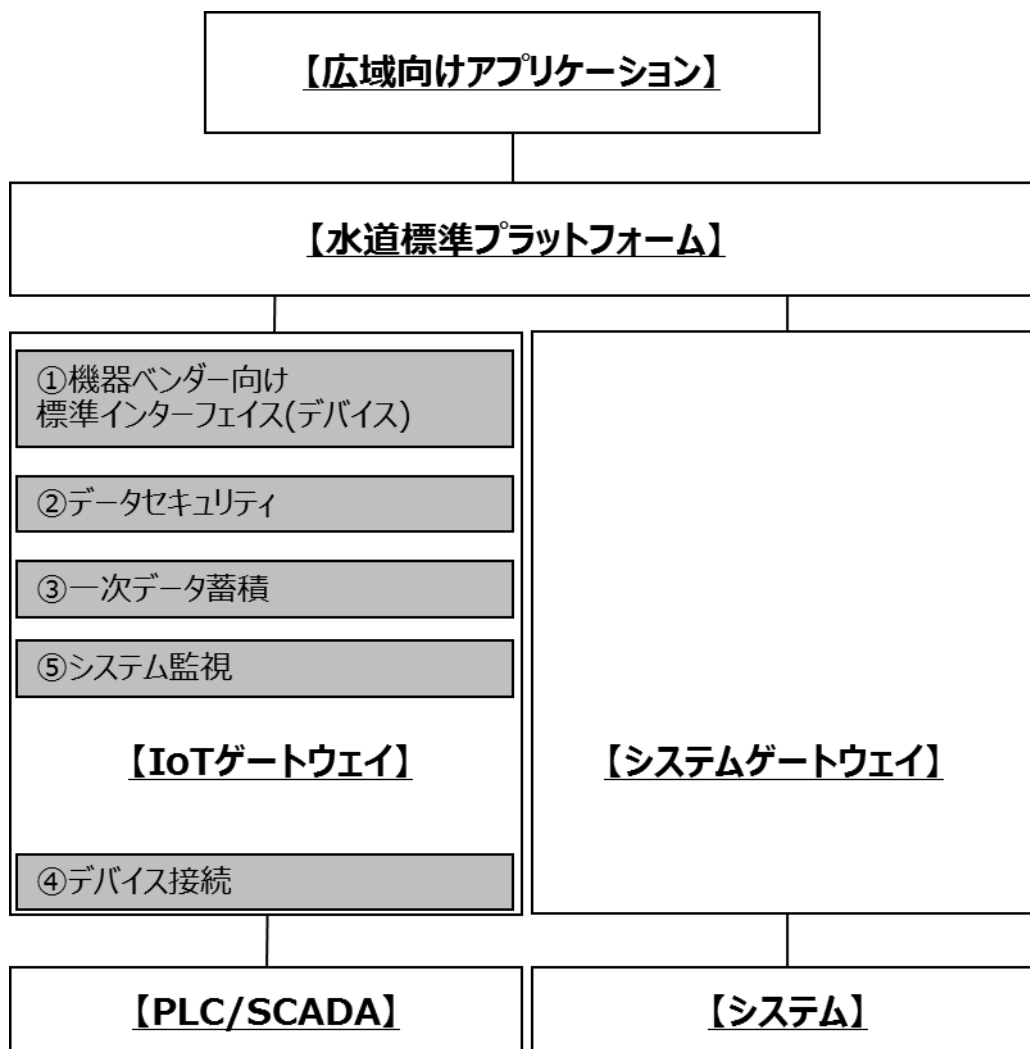 【広域向けアプリケーション】
【水道標準プラットフォーム】
①機器ベンダー向け
標準インターフェイス(デバイス)
②データセキュリティ
③一次データ蓄積
⑤システム監視
【IoTゲートウェイ】
【システムゲートウェイ】
④デバイス接続
【PLC/SCADA】
【システム】